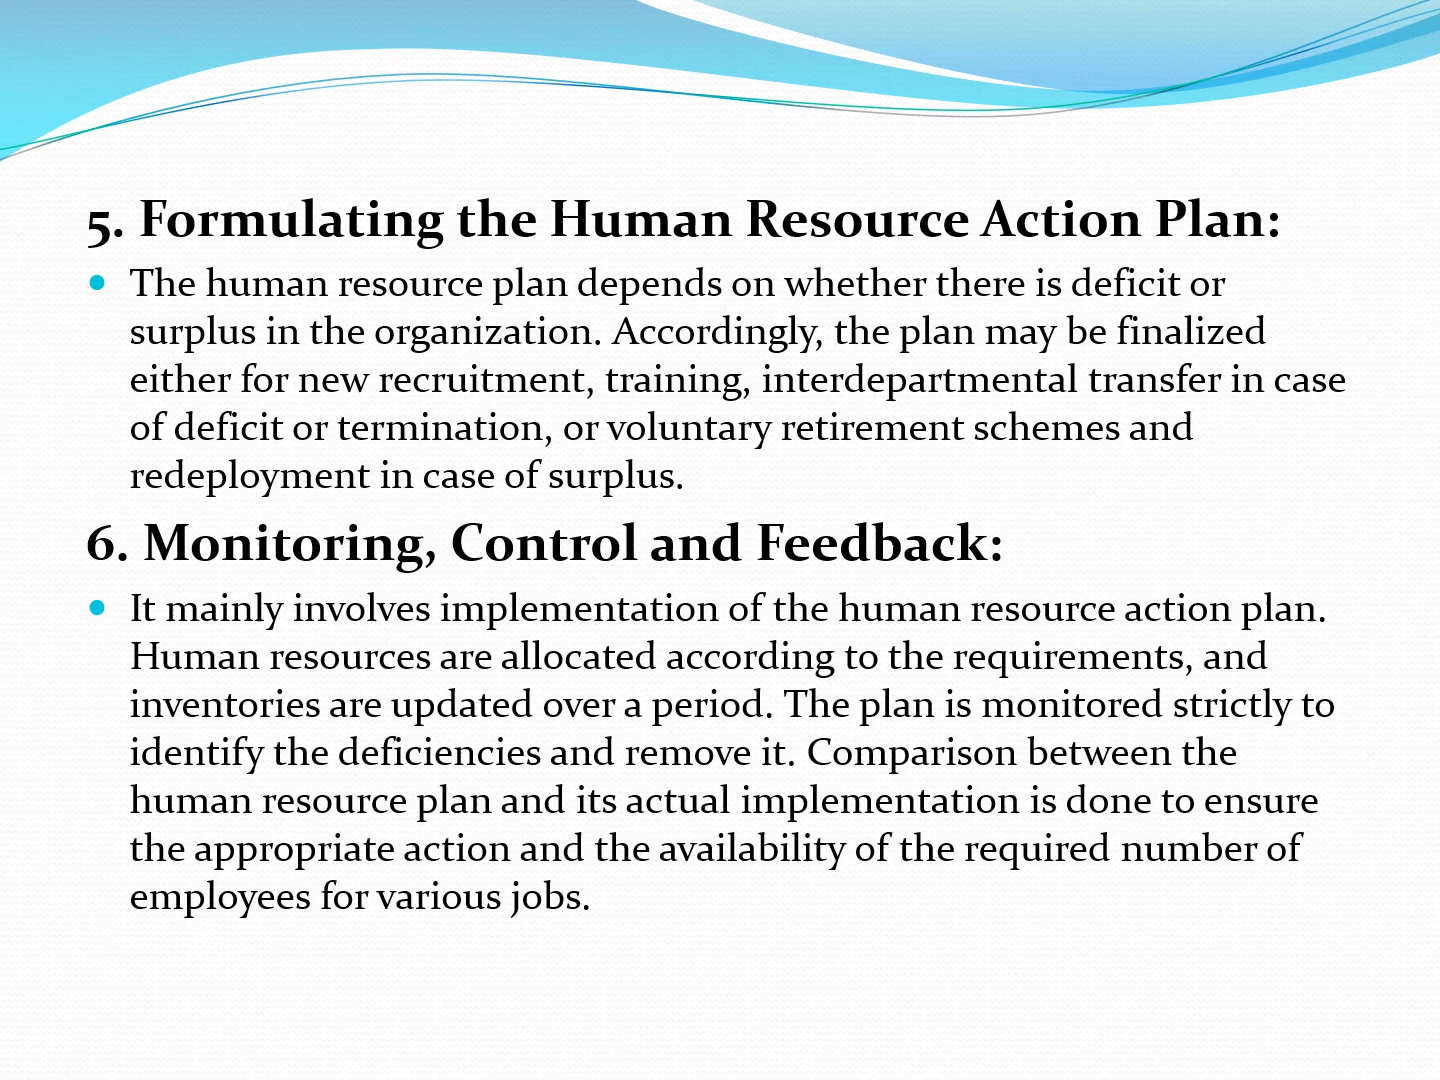 5. Formulating the Human Resource Action Plan:
• The human resource plan depends on whether there is deficit or
surplus in the organization. Accordingly, the plan may be finalized
either for new recruitment, training, interdepartmental transfer in case
of deficit or termination, or voluntary retirement schemes and
redeployment in case of surplus.
6. Monitoring, Control and Feedback:
• It mainly involves implementation of the human resource action plan.
Human resources are allocated according to the requirements, and
inventories are updated over a period. The plan is monitored strictly to
identify the deficiencies and remove it. Comparison between the
human resource plan and its actual implementation is done to ensure
the appropriate action and the availability of the required number of
employees for various jobs.